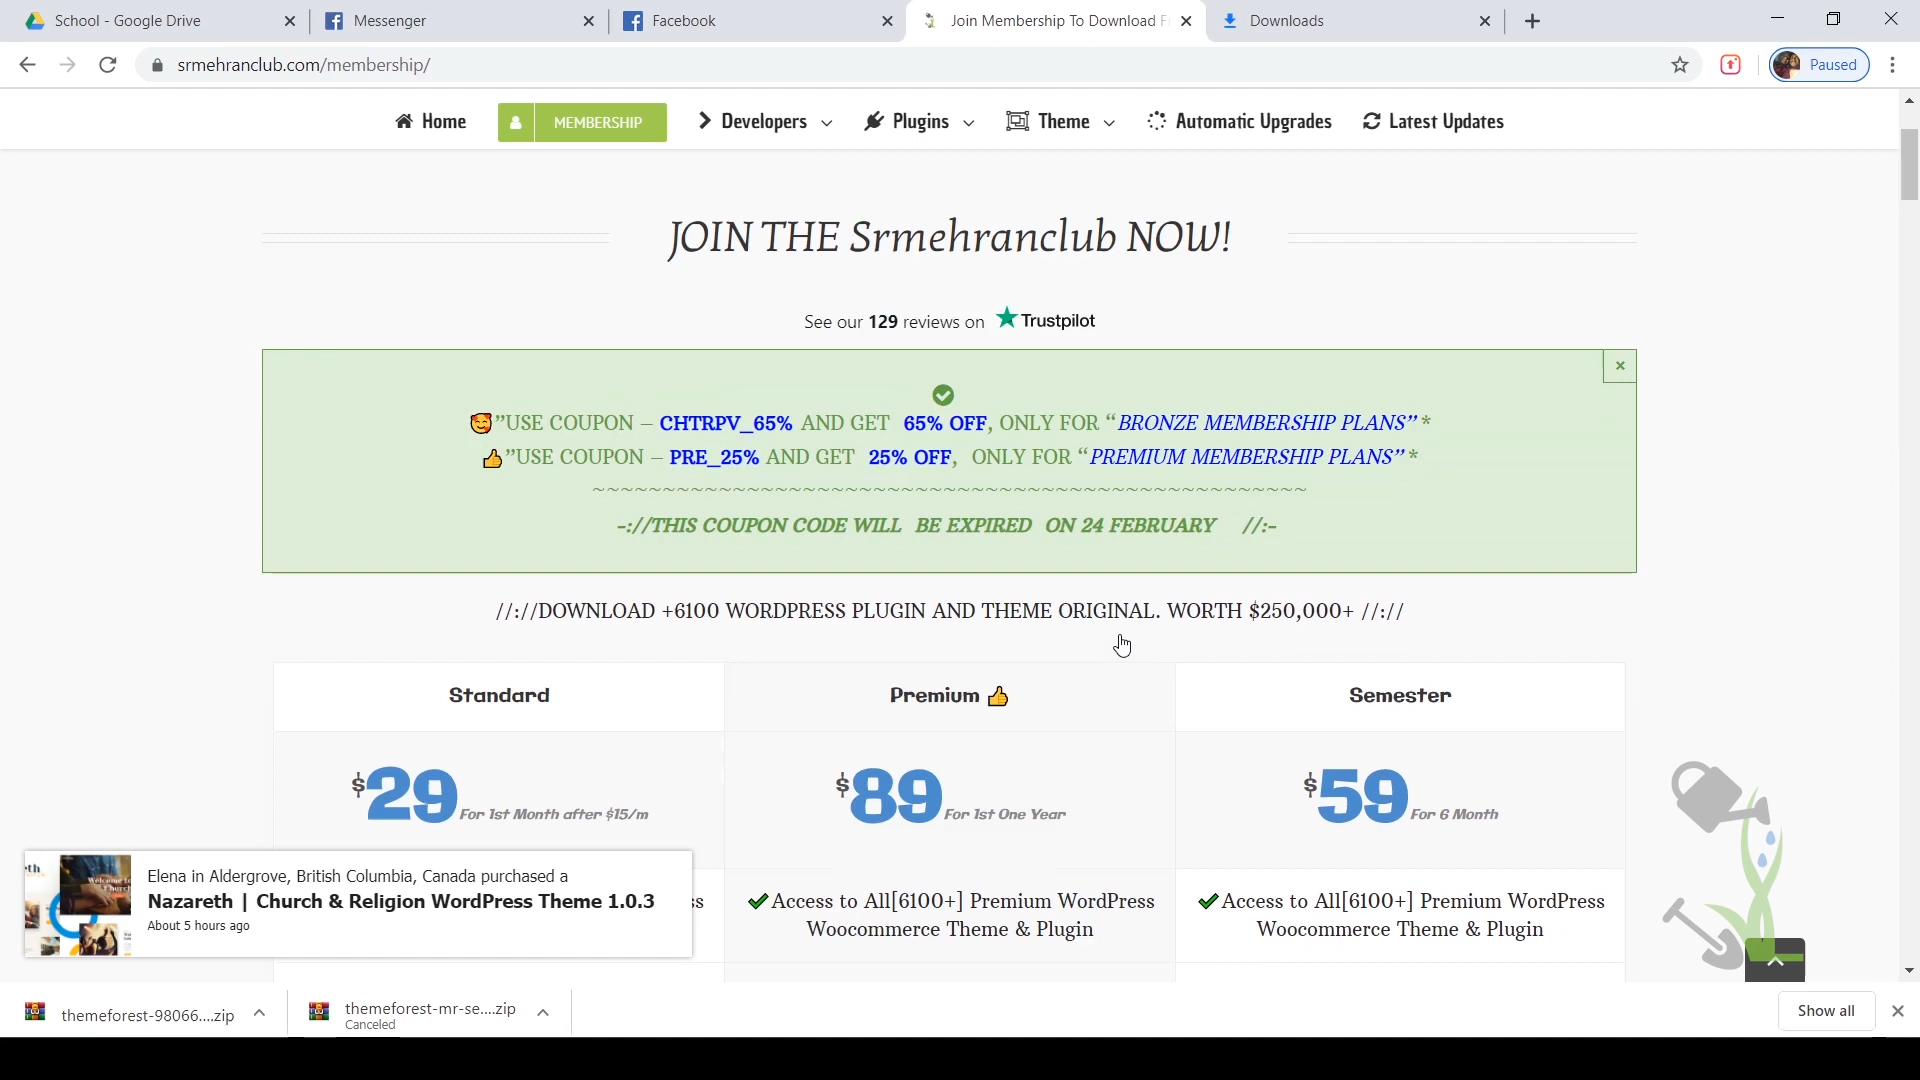 School - Google Drive
Messenger
Facebook
Join Membership To Download F
Downloads
srmehranclub.com/membership/
Paused
Home
MEMBERSHIP
Developers
Plugins
Theme
Automatic Upgrades
Latest Updates
JOIN THE Srmehranclub NOW!
See our 129 reviews on Trustpilot
🥰”USE COUPON – CHTRPV_65% AND GET 65% OFF, ONLY FOR “BRONZE MEMBERSHIP PLANS”*
👍”USE COUPON – PRE_25% AND GET 25% OFF, ONLY FOR “PREMIUM MEMBERSHIP PLANS”*
~~~~~~~~~~~~~~~~~~~~~~~~~~~~~~~~~~~~~~~~~~~~~~~~~~~
-://THIS COUPON CODE WILL BE EXPIRED ON 24 FEBRUARY //:-
//://DOWNLOAD +6100 WORDPRESS PLUGIN AND THEME ORIGINAL. WORTH $250,000+ //://
Standard
Premium 👍
Semester
$29 For 1st Month after $15/m
$89 For 1st One Year
$59 For 6 Month
ss
✔Access to All[6100+] Premium WordPress
Woocommerce Theme & Plugin
✔Access to All[6100+] Premium WordPress
Woocommerce Theme & Plugin
Elena in Aldergrove, British Columbia, Canada purchased a
Nazareth | Church & Religion WordPress Theme 1.0.3
About 5 hours ago
themeforest-98066....zip
themeforest-mr-se....zip
Canceled
Show all